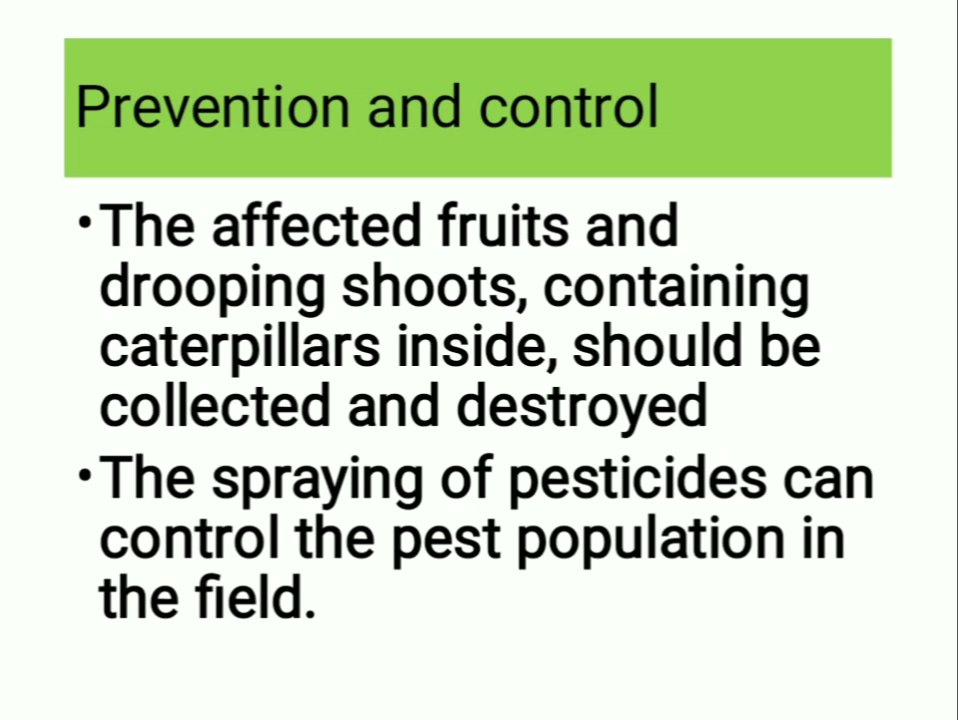 Prevention and control
•The affected fruits and
drooping shoots, containing
caterpillars inside, should be
collected and destroyed
•The spraying of pesticides can
control the pest population in
the field.